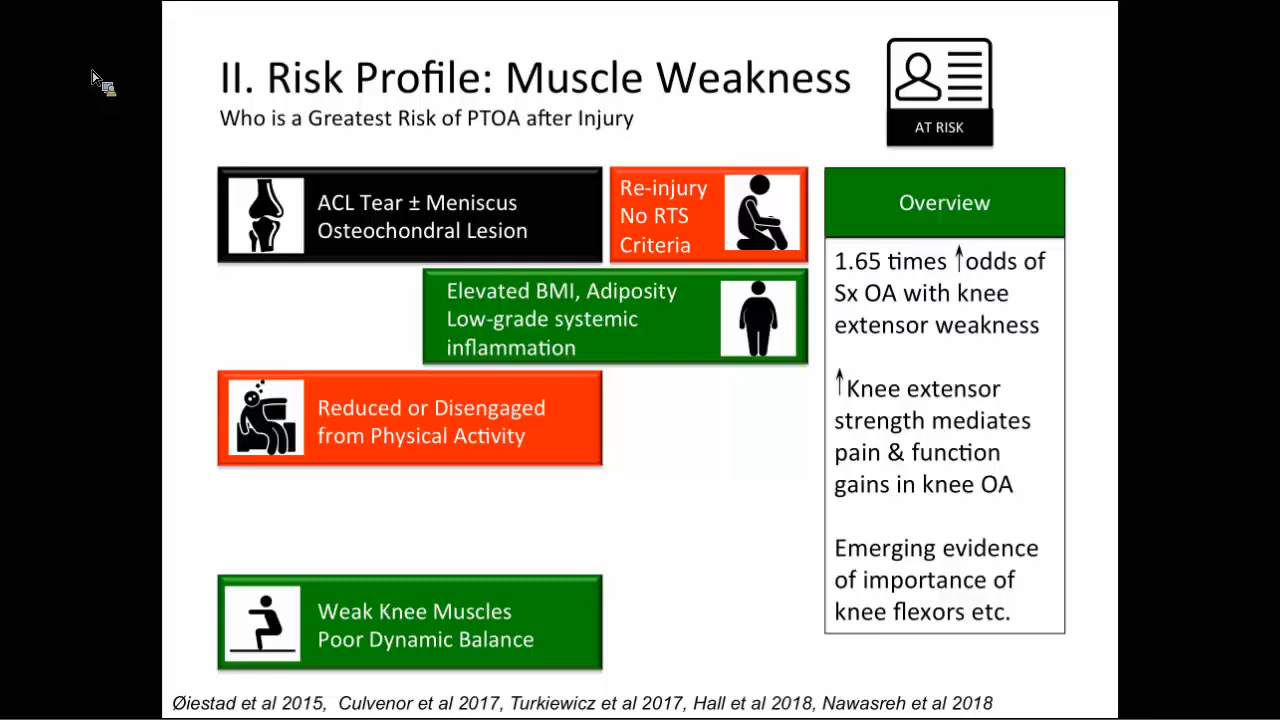 II. Risk Profile: Muscle Weakness
Who is a Greatest Risk of PTOA after Injury
AT RISK
ACL Tear ± Meniscus
Osteochondral Lesion
Re-injury
No RTS
Criteria
Elevated BMI, Adiposity
Low-grade systemic
inflammation
Reduced or Disengaged
from Physical Activity
Weak Knee Muscles
Poor Dynamic Balance
Overview
1.65 times ↑odds of
Sx OA with knee
extensor weakness
↑Knee extensor
strength mediates
pain & function
gains in knee OA
Emerging evidence
of importance of
knee flexors etc.
Øiestad et al 2015, Culvenor et al 2017, Turkiewicz et al 2017, Hall et al 2018, Nawasreh et al 2018